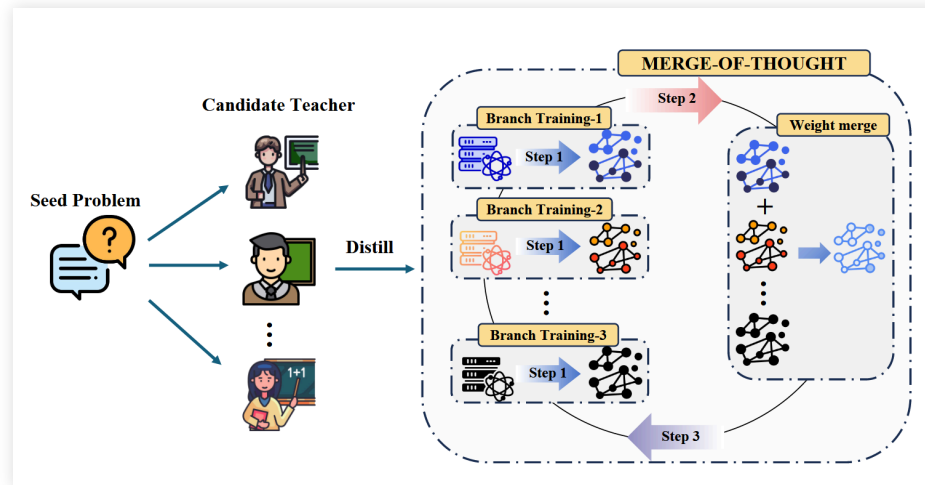 MERGE-OF-THOUGHT
Step 2
Candidate Teacher
Branch Training-1
Weight merge
Step 1
Seed Problem
?
Branch Training-2
+
Distill
Step 1
Branch Training-3
1+1
Step 1
Step 3